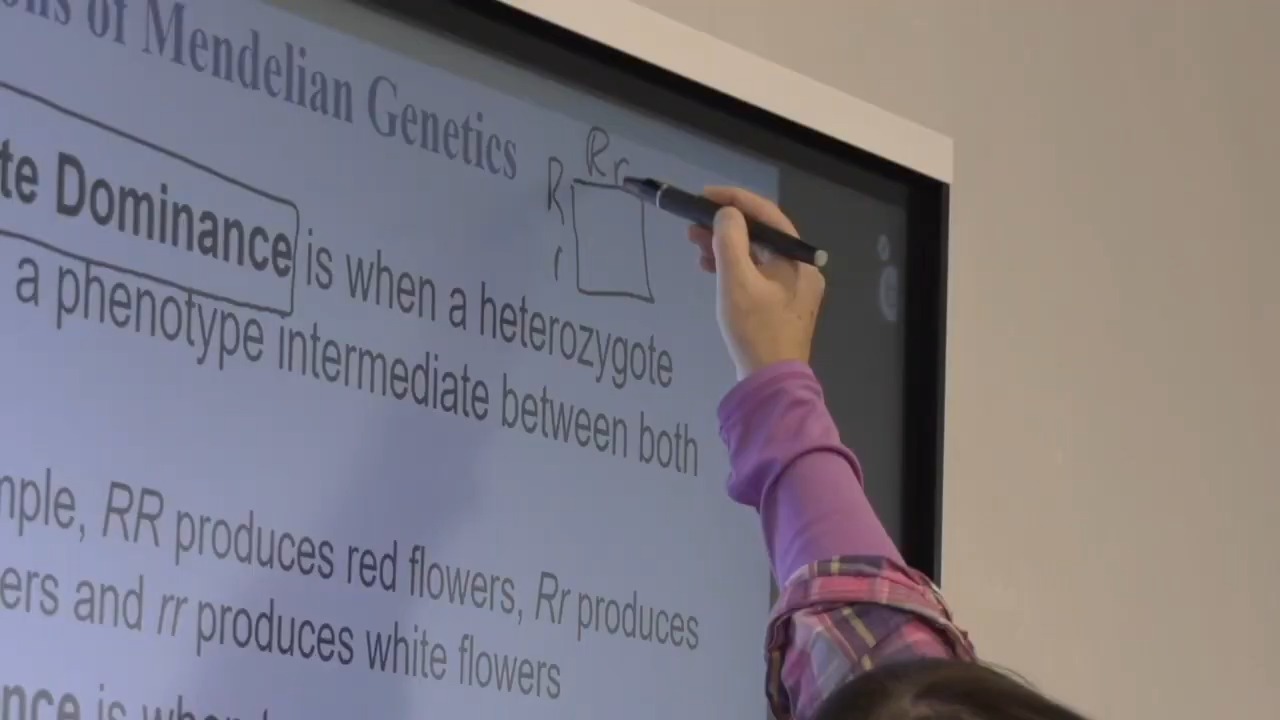 of Mendelian Genetics
Rr
R
r
te Dominance is when a heterozygote
a phenotype intermediate between both
mple, RR produces red flowers, Rr produces
ers and rr produces white flowers
nce is when